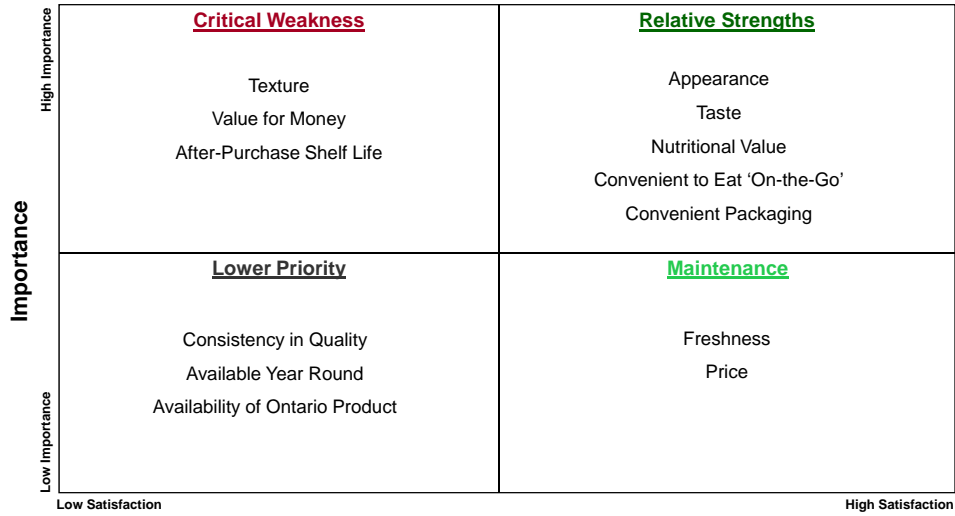 Critical Weakness
Texture
Value for Money
After-Purchase Shelf Life
Relative Strengths
Appearance
Taste
Nutritional Value
Convenient to Eat ‘On-the-Go’
Convenient Packaging
Lower Priority
Consistency in Quality
Available Year Round
Availability of Ontario Product
Maintenance
Freshness
Price
High Importance
Importance
Low Importance
Low Satisfaction
High Satisfaction